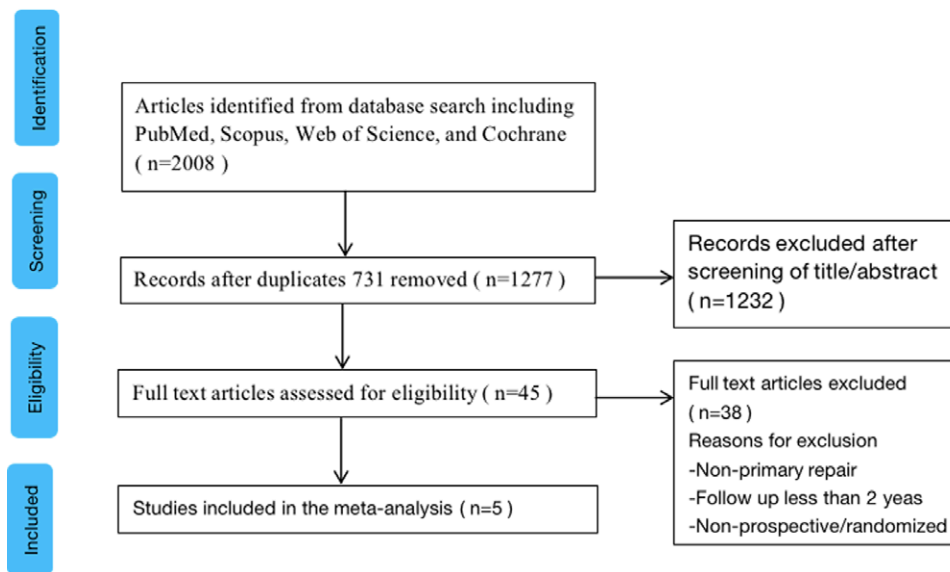 Identification
Articles identified from database search including
PubMed, Scopus, Web of Science, and Cochrane
( n=2008 )
Screening
Records after duplicates 731 removed ( n=1277 )
Records excluded after
screening of title/abstract
( n=1232 )
Eligibility
Full text articles assessed for eligibility ( n=45 )
Full text articles excluded
( n=38 )
Reasons for exclusion
-Non-primary repair
-Follow up less than 2 yeas
-Non-prospective/randomized
Included
Studies included in the meta-analysis ( n=5 )